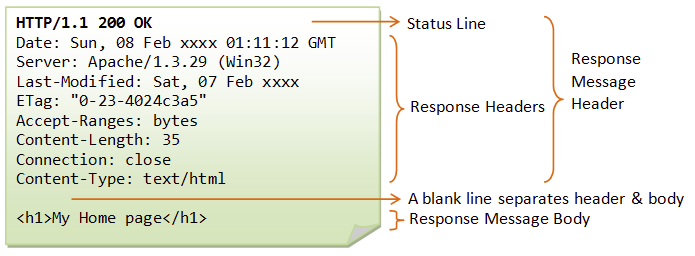 HTTP/1.1 200 OK
Date: Sun, 08 Feb xxxx 01:11:12 GMT
Server: Apache/1.3.29 (Win32)
Last-Modified: Sat, 07 Feb xxxx
ETag: "0-23-4024c3a5"
Accept-Ranges: bytes
Content-Length: 35
Connection: close
Content-Type: text/html
<h1>My Home page</h1>
Status Line
Response Headers
Response
Message
Header
A blank line separates header & body
Response Message Body